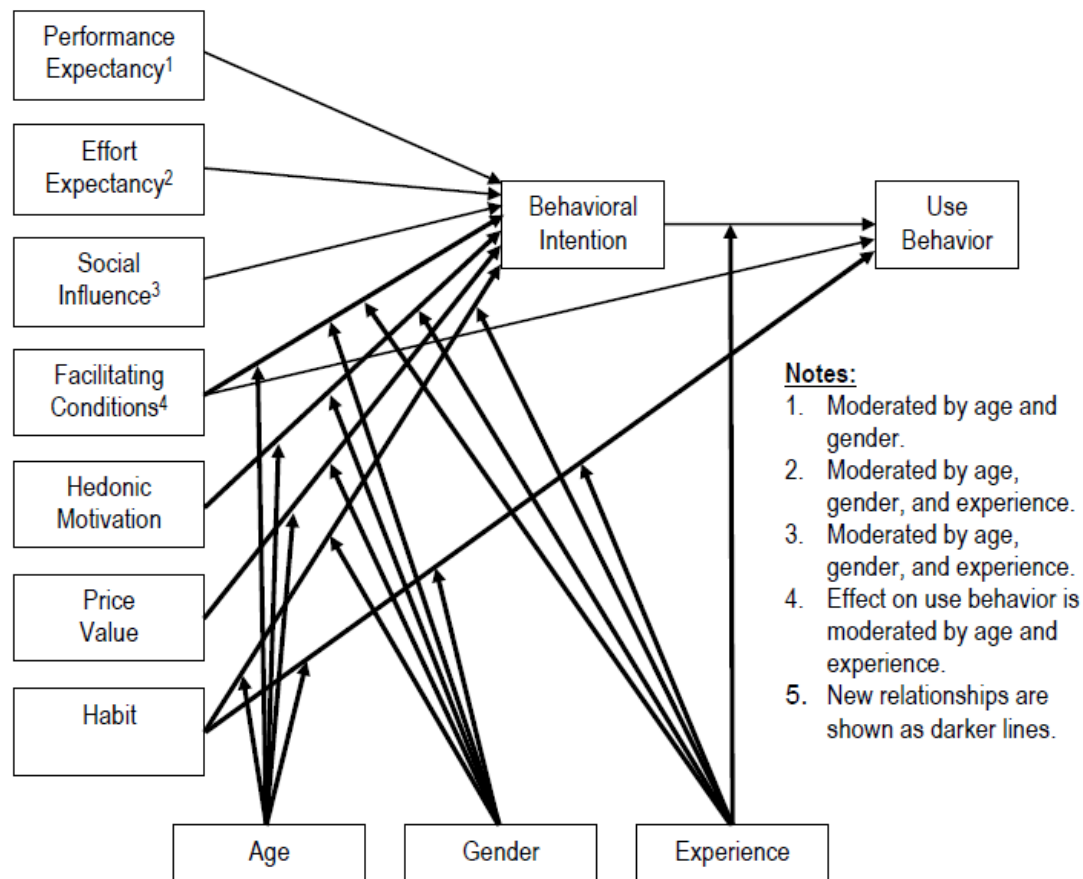 Performance
Expectancy¹
Effort
Expectancy²
Social
Influence³
Facilitating
Conditions⁴
Hedonic
Motivation
Price
Value
Habit
Behavioral
Intention
Use
Behavior
Notes:
1. Moderated by age and
gender.
2. Moderated by age,
gender, and experience.
3. Moderated by age,
gender, and experience.
4. Effect on use behavior is
moderated by age and
experience.
5. New relationships are
shown as darker lines.
Age
Gender
Experience